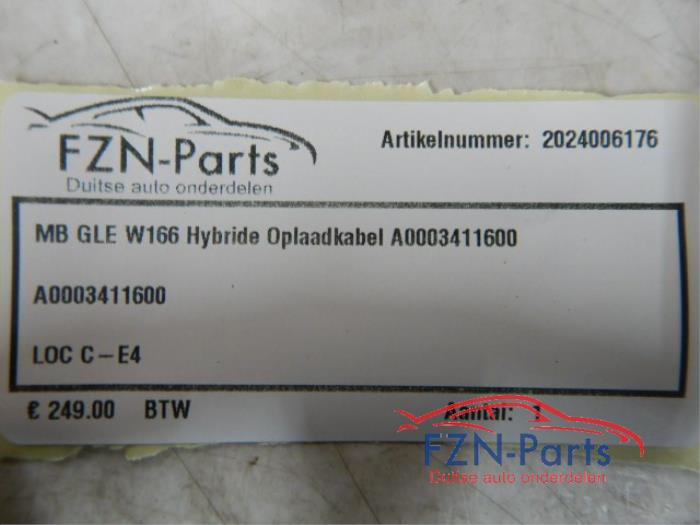 FZN-Parts
Duitse auto onderdelen
Artikelnummer: 2024006176
MB GLE W166 Hybride Oplaadkabel A0003411600
A0003411600
LOC C-E4
€ 249.00 BTW
Aantal: 1
FZN-Parts
Duitse auto onderdelen